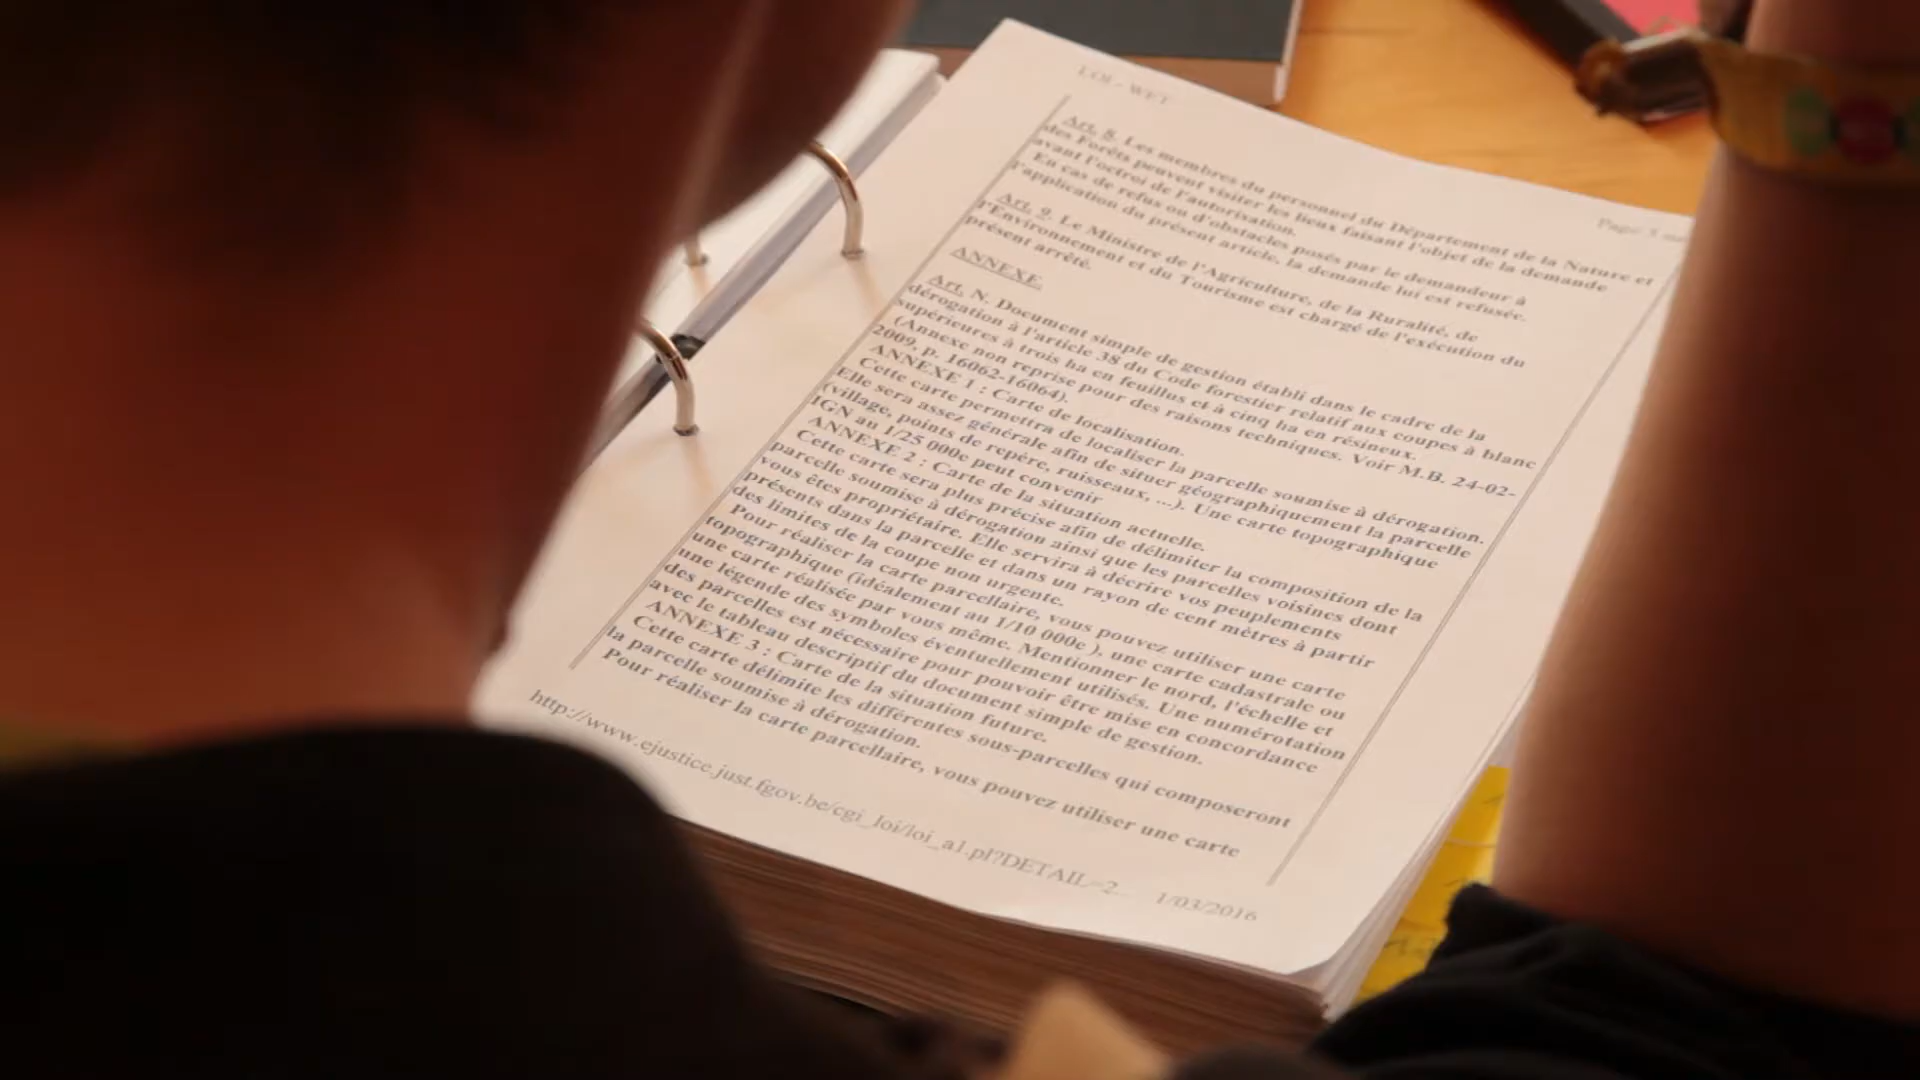 LOI - WET
Page 5
Art. 8. Les membres du personnel du Département de la Nature et
des Forêts peuvent visiter les lieux faisant l'objet de la demande
avant l'octroi de l'autorisation.
En cas de refus ou d'obstacles posés par le demandeur à
l'application du présent article, la demande lui est refusée.
Art. 9. Le Ministre de l'Agriculture, de la Ruralité, de
l'Environnement et du Tourisme est chargé de l'exécution du
présent arrêté.
ANNEXE.
Art. N. Document simple de gestion établi dans le cadre de la
dérogation à l'article 38 du Code forestier relatif aux coupes à blanc
supérieures à trois ha en feuillus et à cinq ha en résineux.
(Annexe non reprise pour des raisons techniques. Voir M.B. 24-02-
2009, p. 16062-16064).
ANNEXE 1 : Carte de localisation.
Cette carte permettra de localiser la parcelle soumise à dérogation.
Elle sera assez générale afin de situer géographiquement la parcelle
(village, points de repère, ruisseaux, ...). Une carte topographique
IGN au 1/25 000e peut convenir
ANNEXE 2 : Carte de la situation actuelle.
Cette carte sera plus précise afin de délimiter la composition de la
parcelle soumise à dérogation ainsi que les parcelles voisines dont
vous êtes propriétaire. Elle servira à décrire vos peuplements
présents dans la parcelle et dans un rayon de cent mètres à partir
des limites de la coupe non urgente.
Pour réaliser la carte parcellaire, vous pouvez utiliser une carte
topographique (idéalement au 1/10 000e ), une carte cadastrale ou
une carte réalisée par vous même. Mentionner le nord, l'échelle et
une légende des symboles éventuellement utilisés. Une numérotation
des parcelles est nécessaire pour pouvoir être mise en concordance
avec le tableau descriptif du document simple de gestion.
ANNEXE 3 : Carte de la situation future.
Cette carte délimite les différentes sous-parcelles qui composeront
la parcelle soumise à dérogation.
Pour réaliser la carte parcellaire, vous pouvez utiliser une carte
http://www.ejustice.just.fgov.be/cgi_loi/loi_a1.pl?DETAIL=2... 1/03/2016